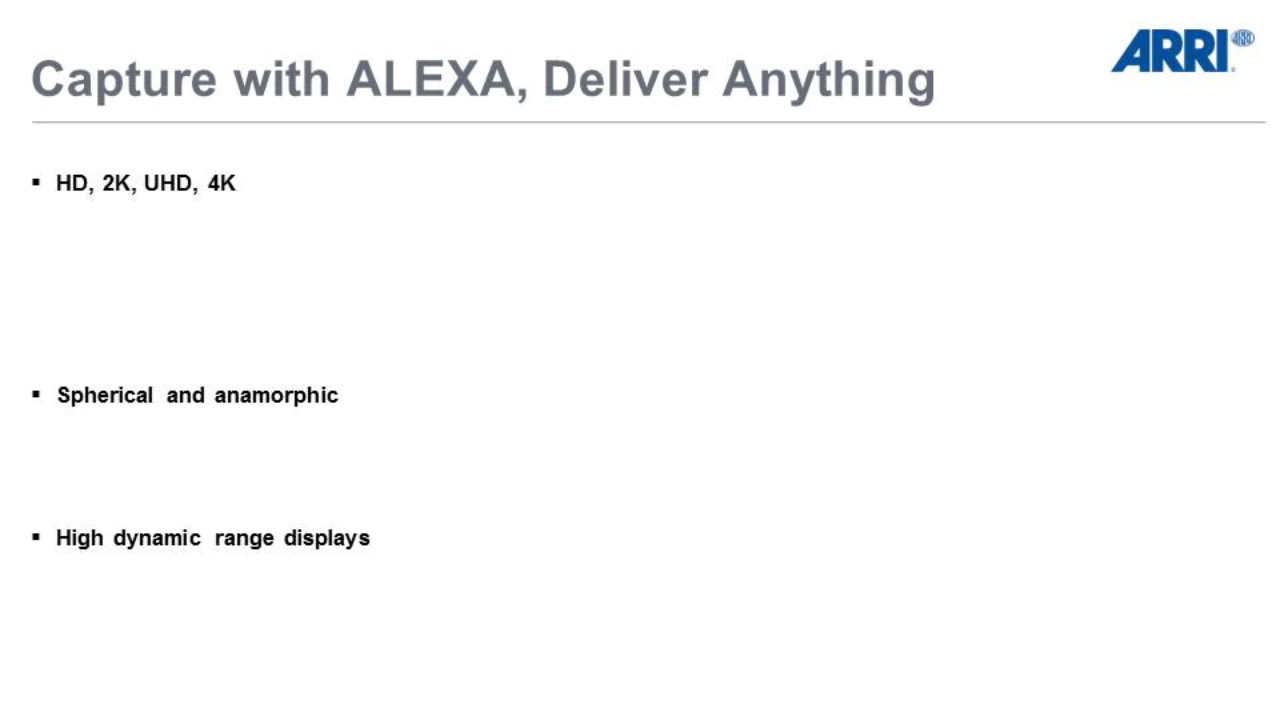 ARRI
Capture with ALEXA, Deliver Anything
▪ HD, 2K, UHD, 4K
▪ Spherical and anamorphic
▪ High dynamic range displays